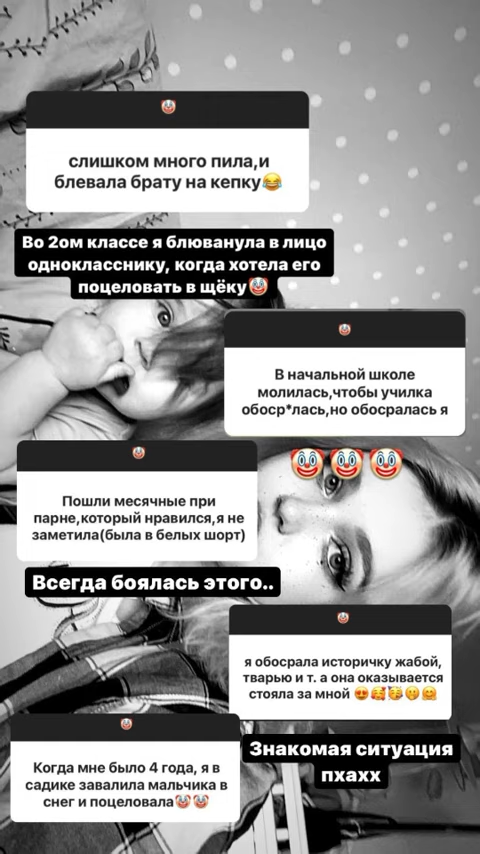 🤡
слишком много пила,и
блевала брату на кепку😂
Во 2ом классе я блюванула в лицо
однокласснику, когда хотела его
поцеловать в щёку🤡
🤡
В начальной школе
молилась,чтобы училка
обоср*лась,но обосралась я
🤡🤡🤡
🤡
Пошли месячные при
парне,который нравился,я не
заметила(была в белых шорт)
Всегда боялась этого..
🤡
я обосрала историчку жабой,
тварью и т. а она оказывается
стояла за мной 😍🥰🥳🤫🤗
Знакомая ситуация
пхахх
🤡
Когда мне было 4 года, я в
садике завалила мальчика в
снег и поцеловала🤡🤡